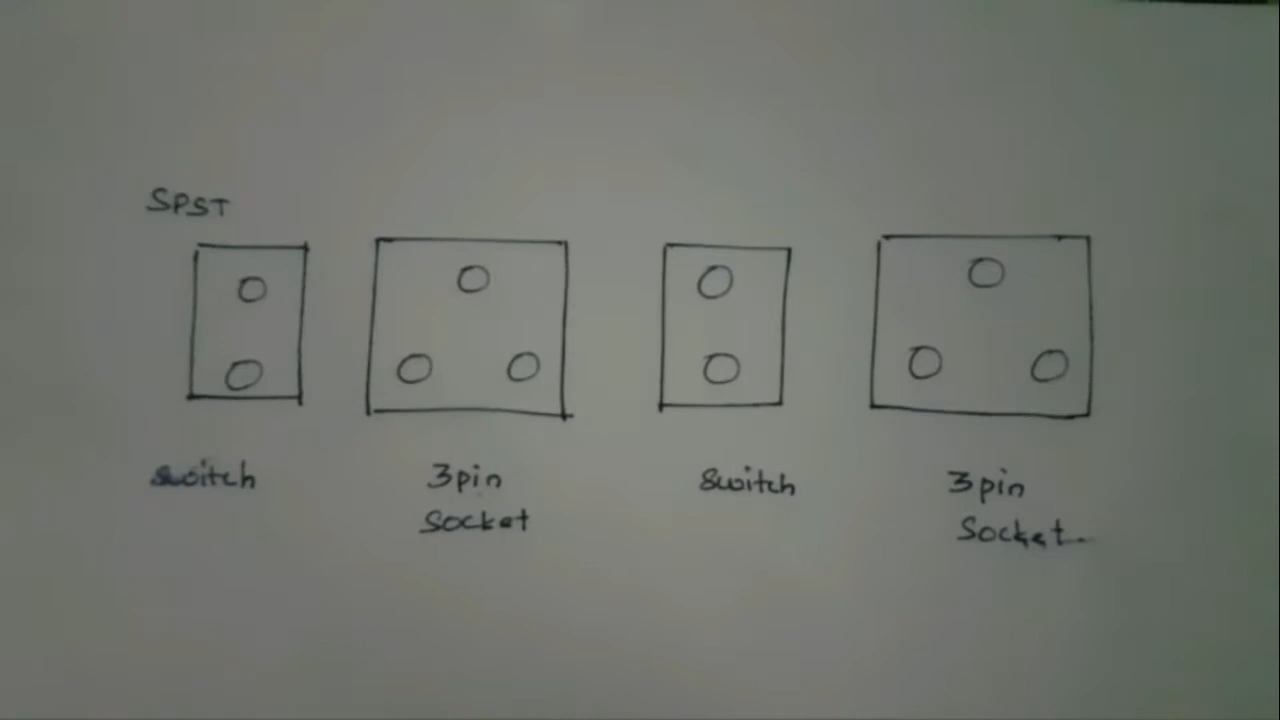 SPST
switch
3pin
Socket
Switch
3pin
Socket